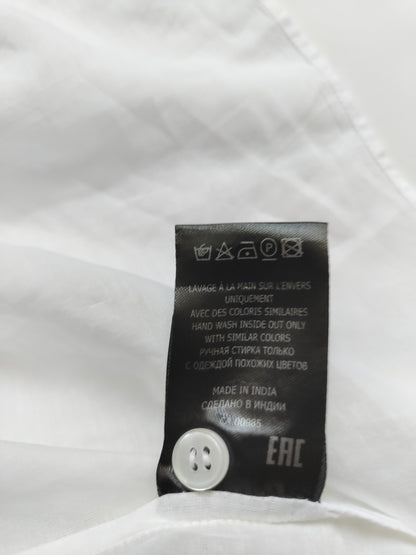 P
LAVAGE À LA MAIN SUR L'ENVERS
UNIQUEMENT
AVEC DES COLORIS SIMILAIRES
HAND WASH INSIDE OUT ONLY
WITH SIMILAR COLORS
РУЧНАЯ СТИРКА ТОЛЬКО
С ОДЕЖДОЙ ПОХОЖИХ ЦВЕТОВ
MADE IN INDIA
СДЕЛАНО В ИНДИИ
EAC